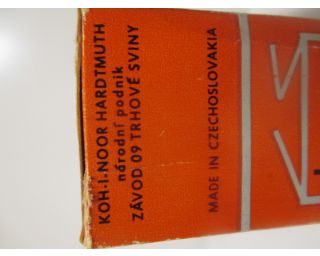 KOH-I-NOOR HARDTMUTH
národní podnik
ZÁVOD 09 TRHOVÉ SVINY
MADE IN CZECHOSLOVAKIA